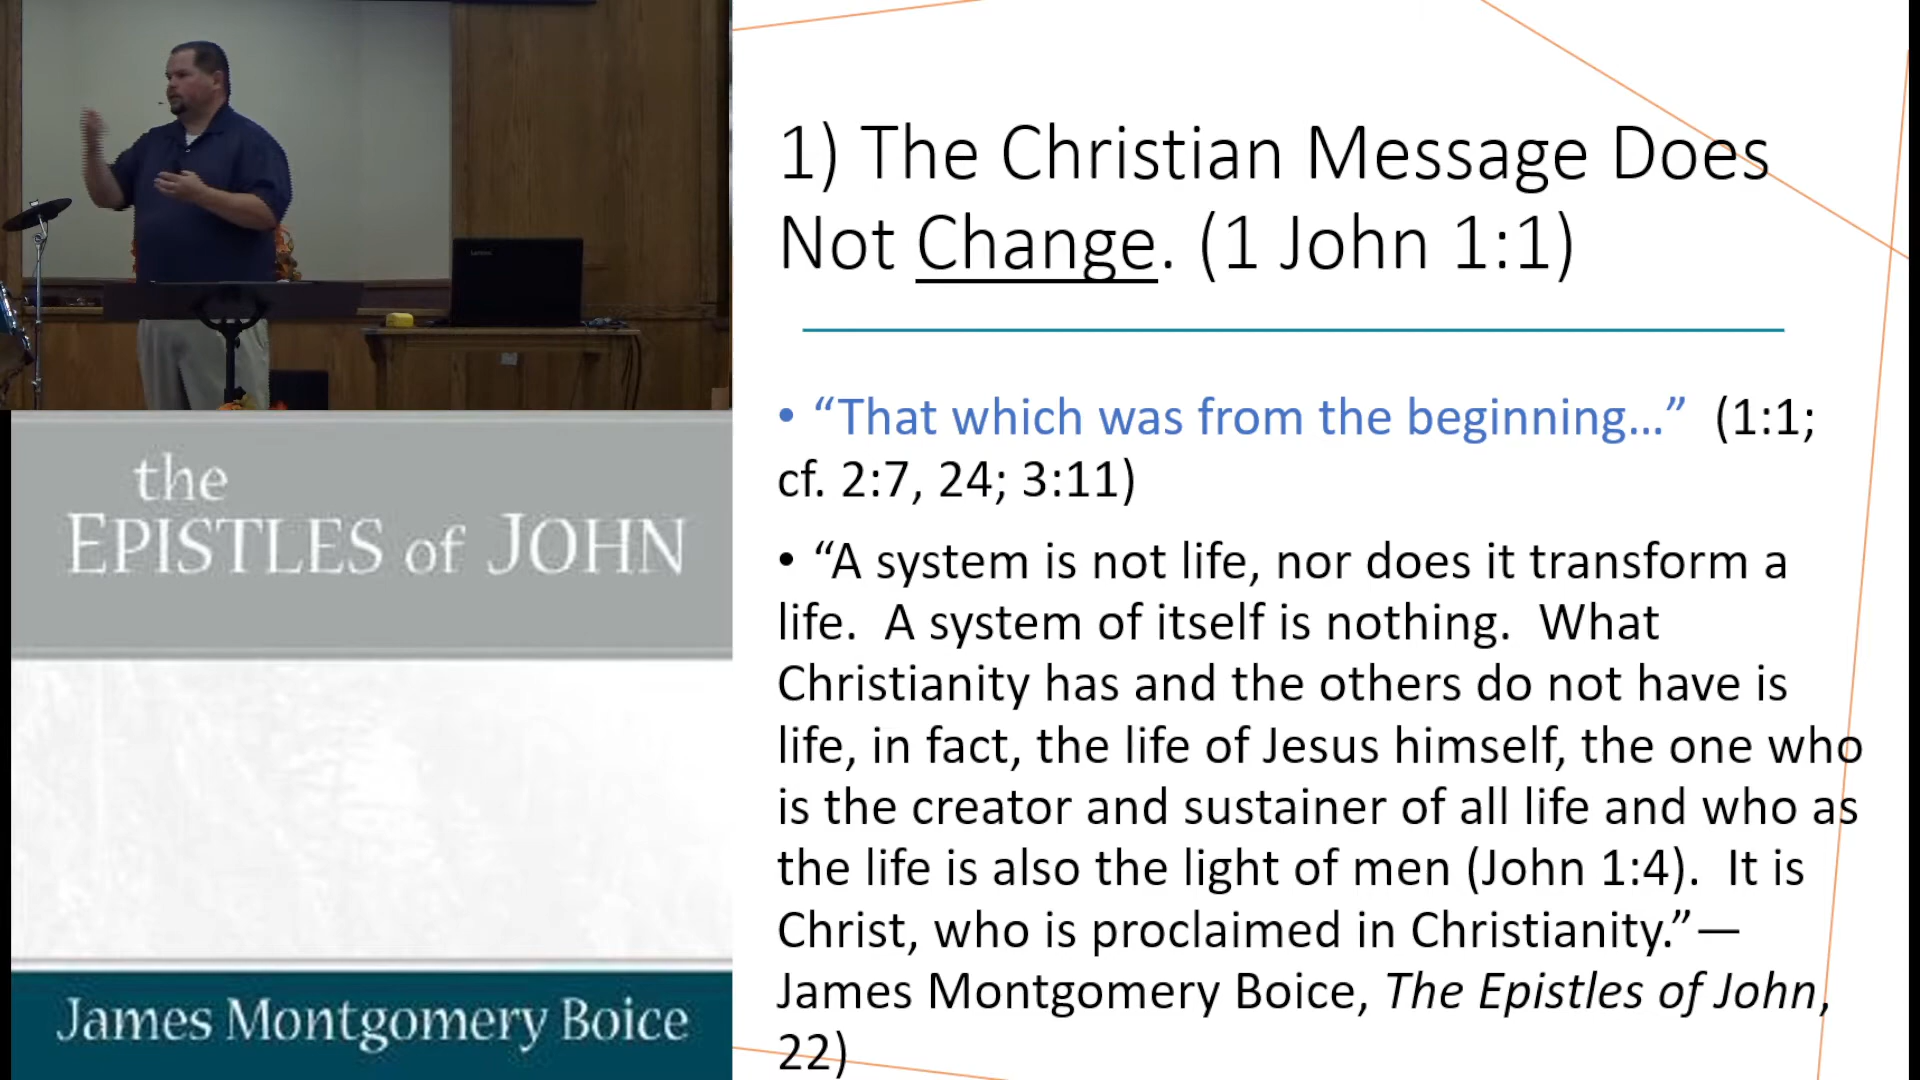 Lenovo
the
EPISTLES of JOHN
James Montgomery Boice
1) The Christian Message Does
Not Change. (1 John 1:1)
• “That which was from the beginning…”  (1:1;
cf. 2:7, 24; 3:11)
• “A system is not life, nor does it transform a
life.  A system of itself is nothing.  What
Christianity has and the others do not have is
life, in fact, the life of Jesus himself, the one who
is the creator and sustainer of all life and who as
the life is also the light of men (John 1:4).  It is
Christ, who is proclaimed in Christianity.”—
James Montgomery Boice, The Epistles of John,
22)